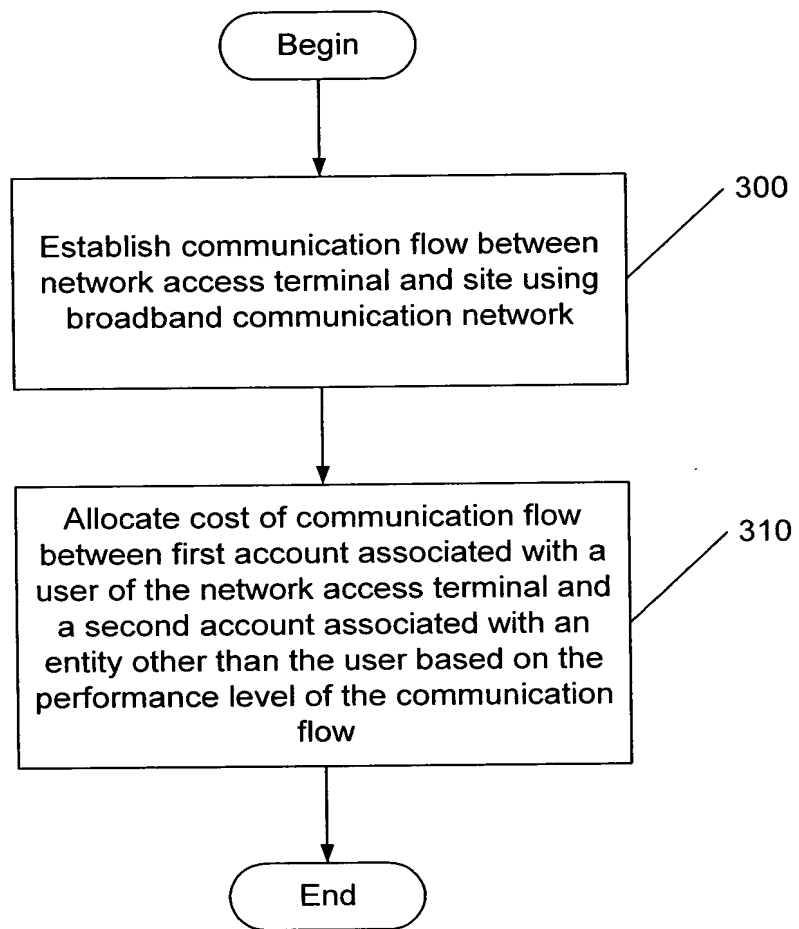 Begin
300
Establish communication flow between
network access terminal and site using
broadband communication network
310
Allocate cost of communication flow
between first account associated with a
user of the network access terminal and
a second account associated with an
entity other than the user based on the
performance level of the communication
flow
End